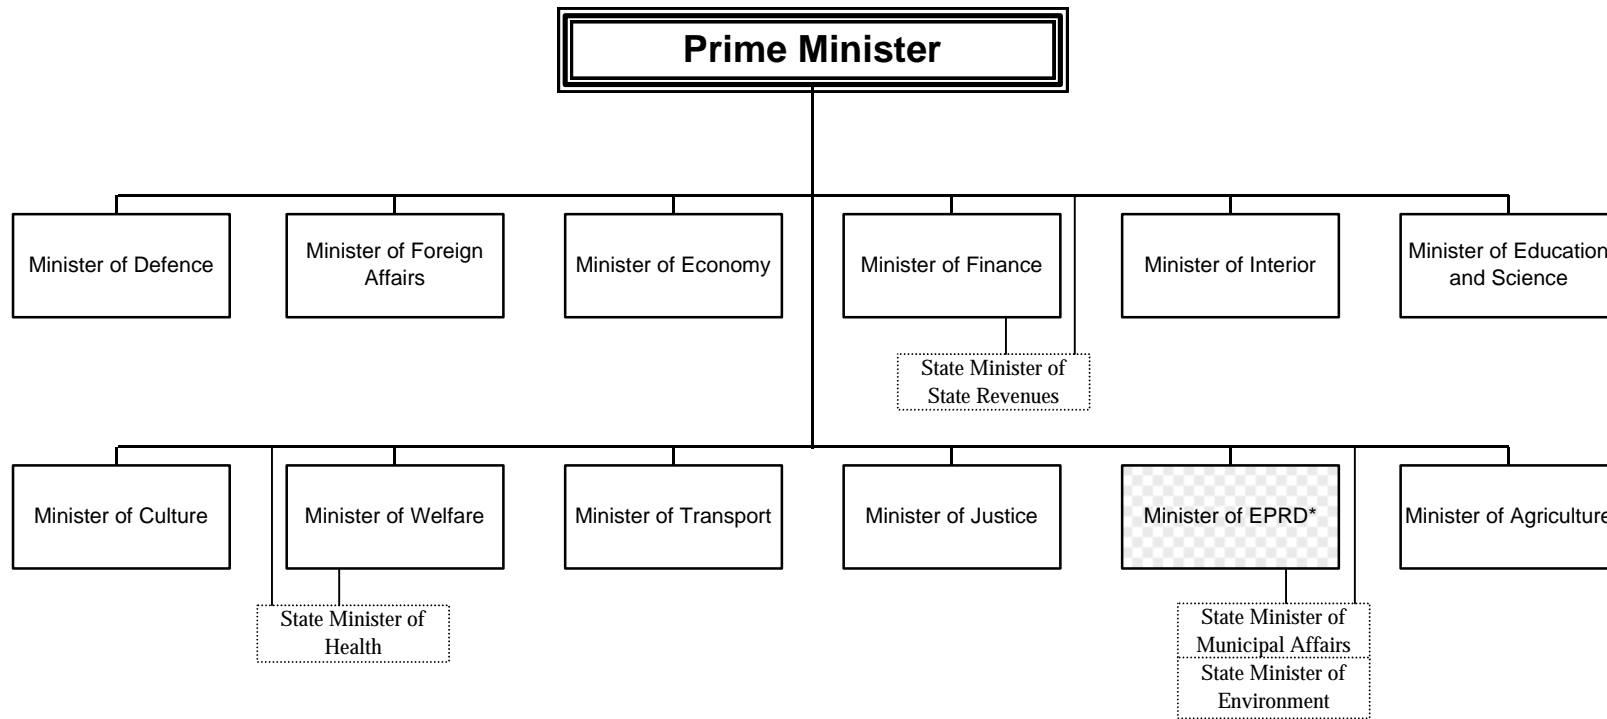 Prime Minister
Minister of Defence
Minister of Foreign
Affairs
Minister of Economy
Minister of Finance
Minister of Interior
Minister of Education
and Science
State Minister of
State Revenues
Minister of Culture
Minister of Welfare
Minister of Transport
Minister of Justice
Minister of EPRD*
Minister of Agriculture
State Minister of
Health
State Minister of
Municipal Affairs
State Minister of
Environment